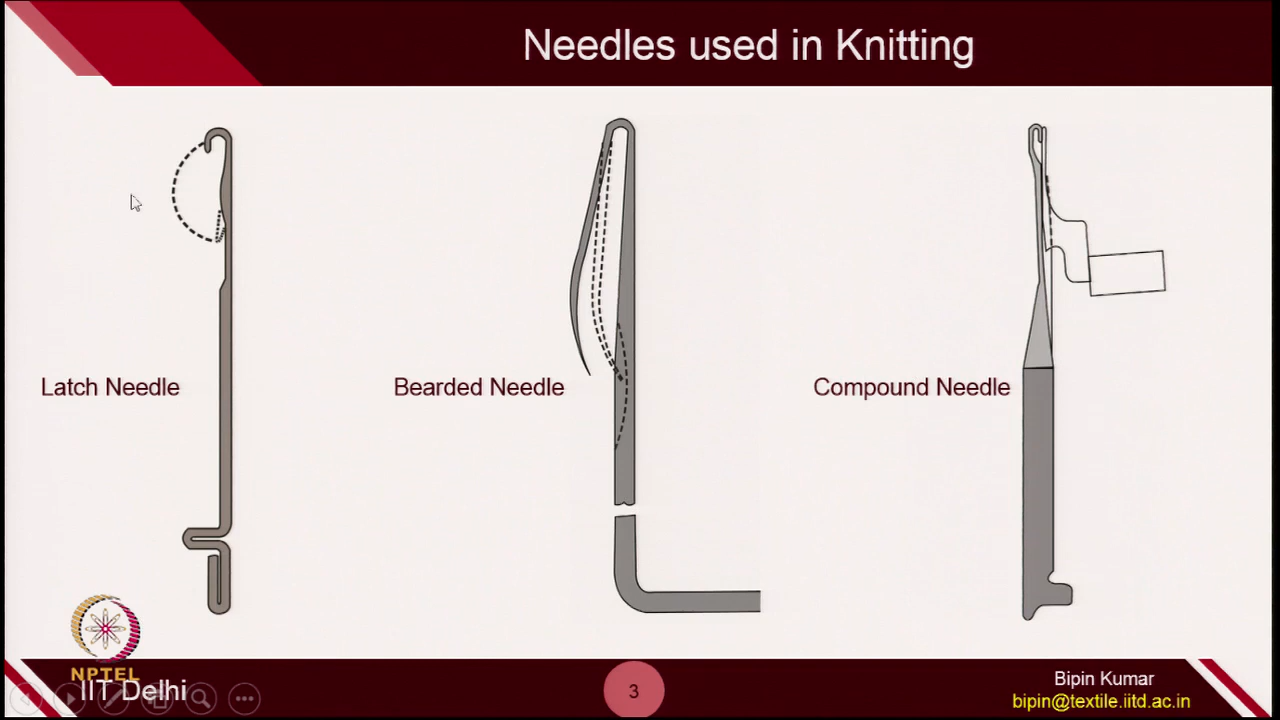 Needles used in Knitting
Latch Needle
Bearded Needle
Compound Needle
NPTEL
IIT Delhi
3
Bipin Kumar
bipin@textile.iitd.ac.in